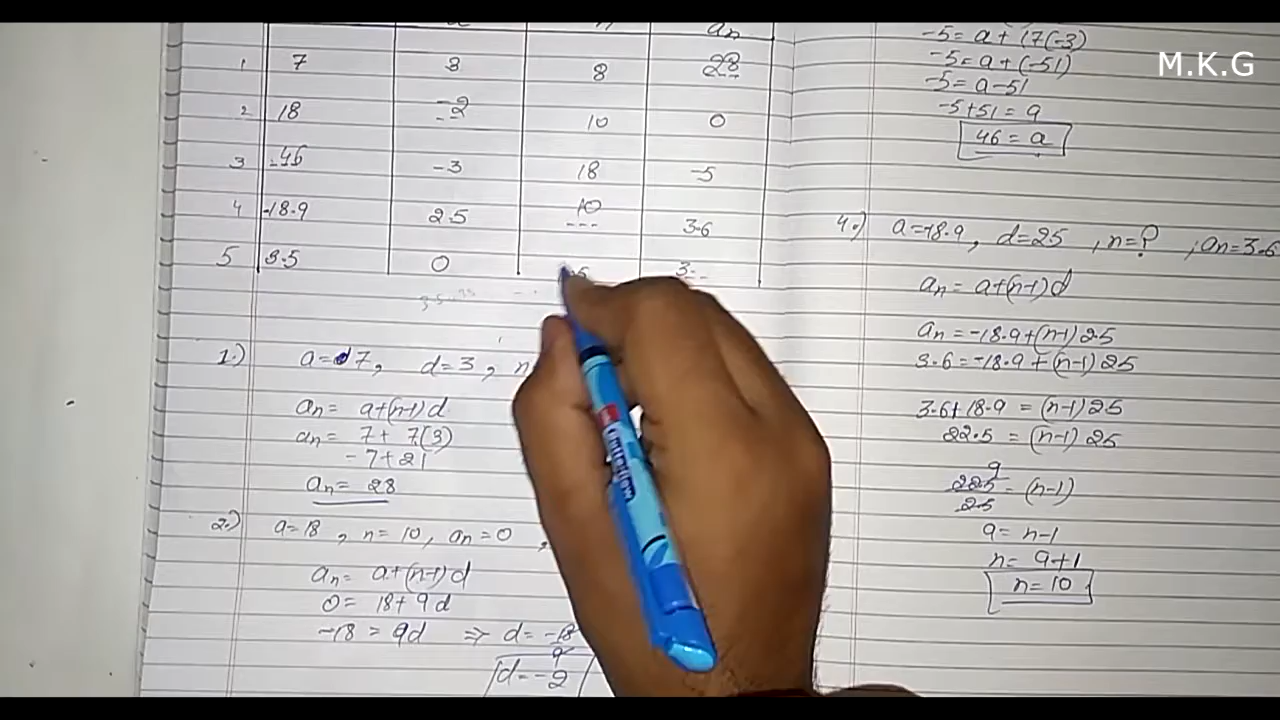 an
1 7 3 8 28
2 18 -2 10 0
3 -46 -3 18 -5
4 -18.9 2.5 10 3.6
5 3.5 0
1.) a=7, d=3, n
an= a+(n-1)d
an= 7+ 7(3)
- 7+21
an= 28
2.) a=18, n=10, an=0,
an= a+(n-1)d
0= 18+9d
-18=9d ⇒ d= -18
9
d=-2
-5=a+17(-3)
-5=a+(-51)
-5=a-51
-5+51=a
46=a
4.) a=-18.9, d=2.5, n=?, an=3.6
an= a+(n-1)d
an=-18.9+(n-1)2.5
3.6=-18.9+(n-1)2.5
3.6+18.9=(n-1)2.5
22.5=(n-1)2.5
9
22.5=(n-1)
2.5
9=n-1
n=9+1
n=10
M.K.G